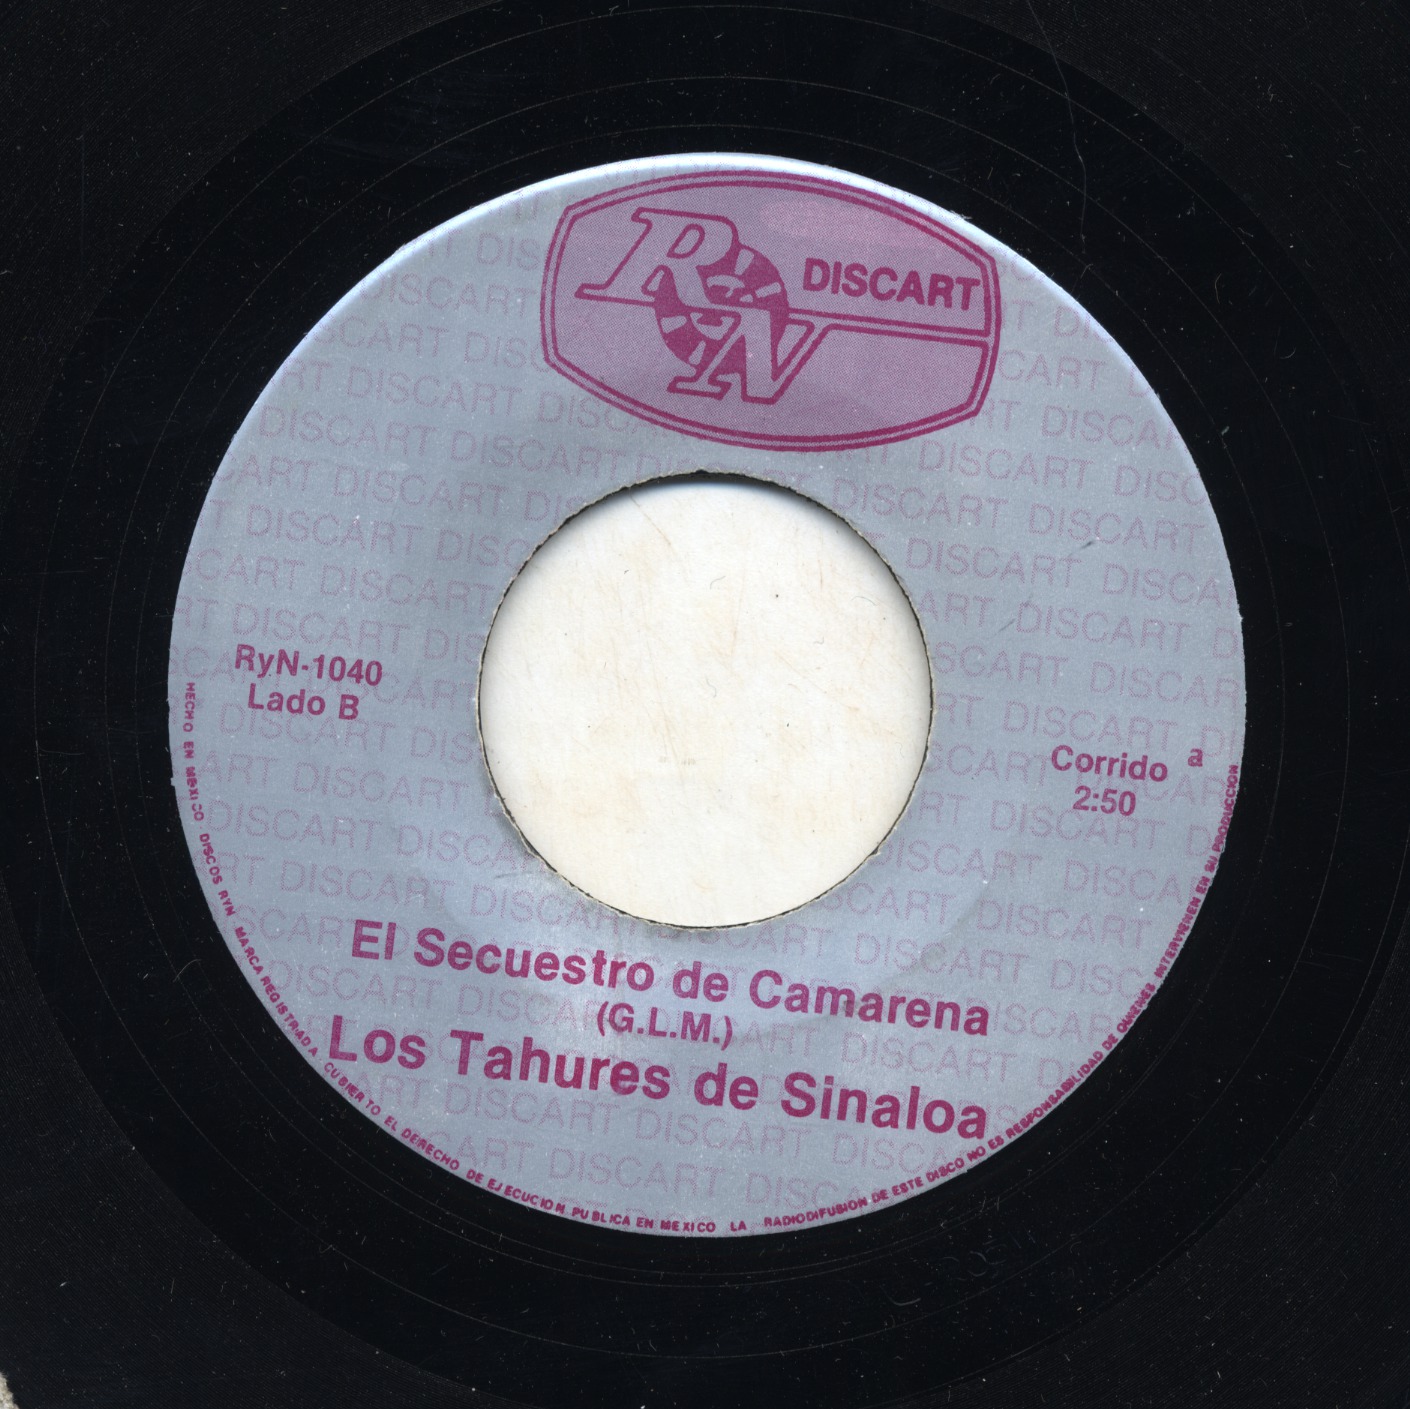 RyN
DISCART
RyN-1040
Lado B
Corrido a
2:50
El Secuestro de Camarena
(G.L.M.)
Los Tahures de Sinaloa
HECHO EN MEXICO DISCOS RYN MARCA REGISTRADA CUBIERTO EL DERECHO DE EJECUCION PUBLICA EN MEXICO LA RADIODIFUSION DE ESTE DISCO NO ES RESPONSABILIDAD DE QUIENES INTERVIENEN EN SU PRODUCCION